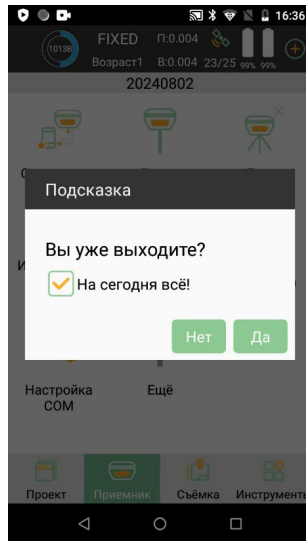 16:36
1013B
FIXED П:0.004
Возраст1 В:0.004 23/25 99% 99%
20240802
Подсказка
Вы уже выходите?
На сегодня всё!
Нет Да
Настройка Ещё
COM
Проект Приемник Съёмка Инструменты